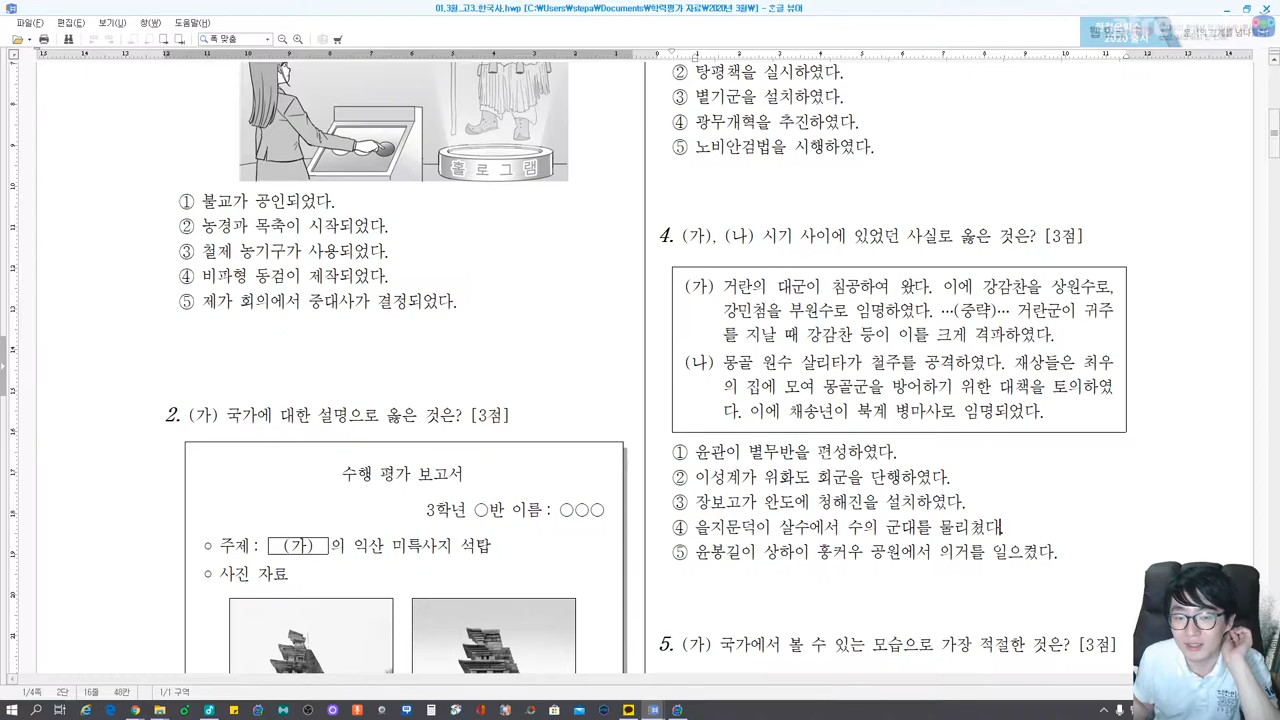 01.3월_고3.한국사.hwp [C:\Users\stepa\Documents\학력평가 자료\2020년 3월\] - 한글 뷰어
파일(F) 편집(E) 보기(U) 창(W) 도움말(H)
폭 맞춤
홀로그램
① 불교가 공인되었다.
② 농경과 목축이 시작되었다.
③ 철제 농기구가 사용되었다.
④ 비파형 동검이 제작되었다.
⑤ 제가 회의에서 중대사가 결정되었다.
2. (가) 국가에 대한 설명으로 옳은 것은? [3점]
수행 평가 보고서
3학년 ○반 이름 : ○○○
○ 주제 : (가) 의 익산 미륵사지 석탑
○ 사진 자료
② 탕평책을 실시하였다.
③ 별기군을 설치하였다.
④ 광무개혁을 추진하였다.
⑤ 노비안검법을 시행하였다.
4. (가), (나) 시기 사이에 있었던 사실로 옳은 것은? [3점]
(가) 거란의 대군이 침공하여 왔다. 이에 강감찬을 상원수로,
강민첨을 부원수로 임명하였다. …(중략)… 거란군이 귀주
를 지날 때 강감찬 등이 이를 크게 격파하였다.
(나) 몽골 원수 살리타가 철주를 공격하였다. 재상들은 최우
의 집에 모여 몽골군을 방어하기 위한 대책을 토의하였
다. 이에 채송년이 북계 병마사로 임명되었다.
① 윤관이 별무반을 편성하였다.
② 이성계가 위화도 회군을 단행하였다.
③ 장보고가 완도에 청해진을 설치하였다.
④ 을지문덕이 살수에서 수의 군대를 물리쳤다.
⑤ 윤봉길이 상하이 훙커우 공원에서 의거를 일으켰다.
5. (가) 국가에서 볼 수 있는 모습으로 가장 적절한 것은? [3점]
1/4쪽 2단 16줄 48칸 1/1 구역